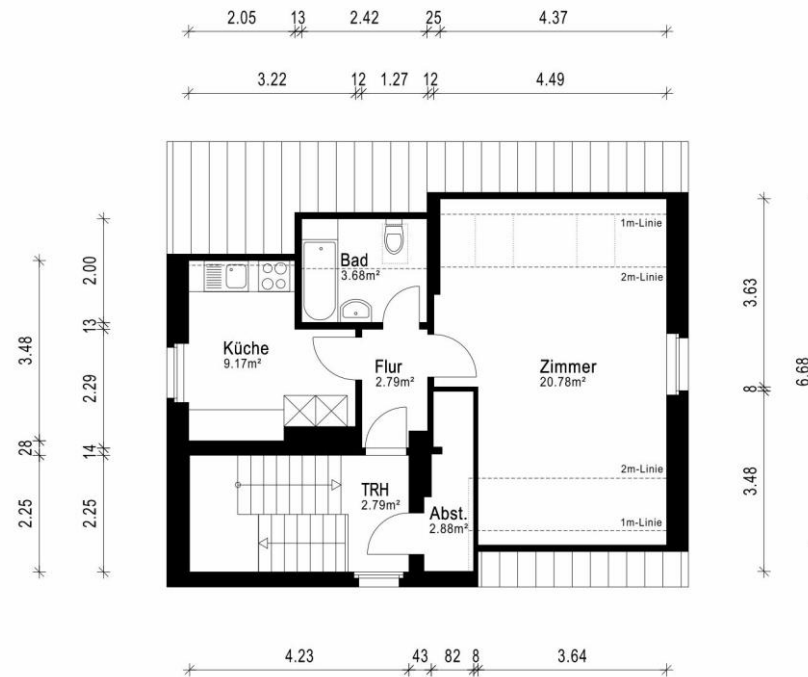 2.05 13 2.42 25 4.37
3.22 12 1.27 12 4.49
1m-Linie
2m-Linie
Bad
3.68m²
Küche
9.17m²
Flur
2.79m²
Zimmer
20.78m²
2m-Linie
1m-Linie
TRH
2.79m²
Abst.
2.88m²
3.48
28
2.25
2.00
13
2.29
14
2.25
3.63
8
3.48
6.68
4.23 43 82 8 3.64